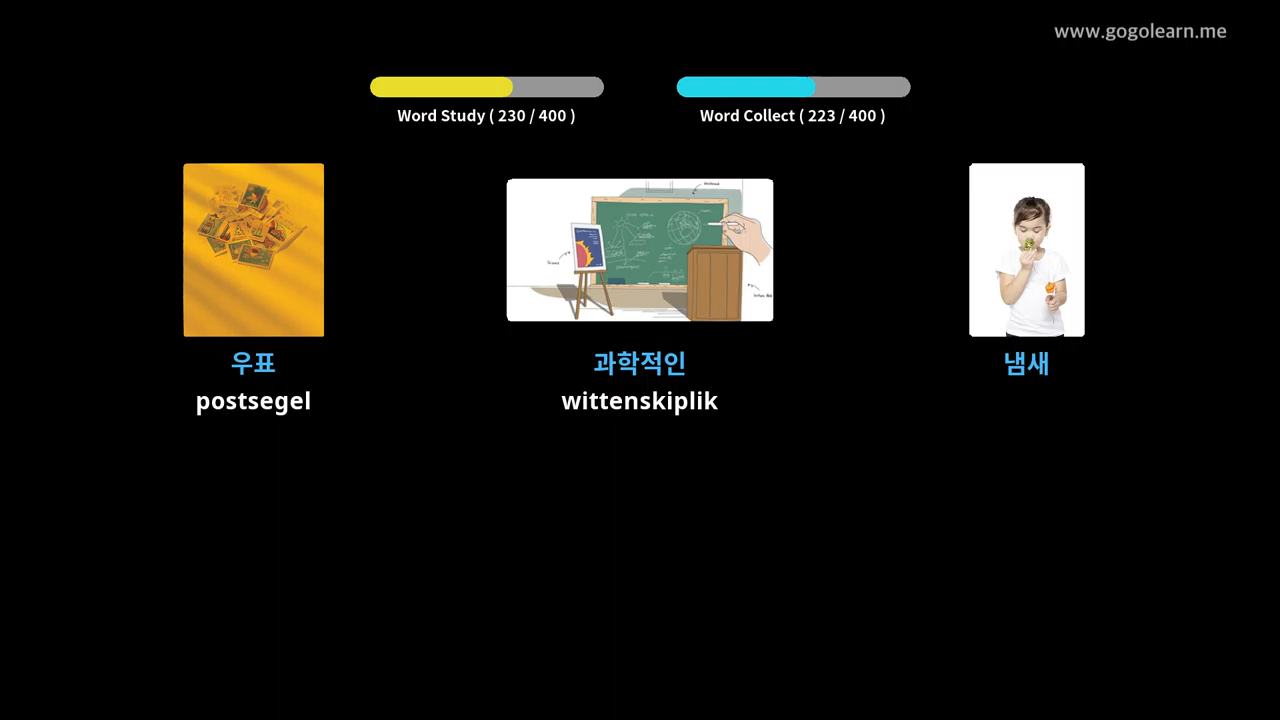 www.gogolearn.me
Word Study ( 230 / 400 )
Word Collect ( 223 / 400 )
우표
과학적인
냄새
postsegel
wittenskiplik